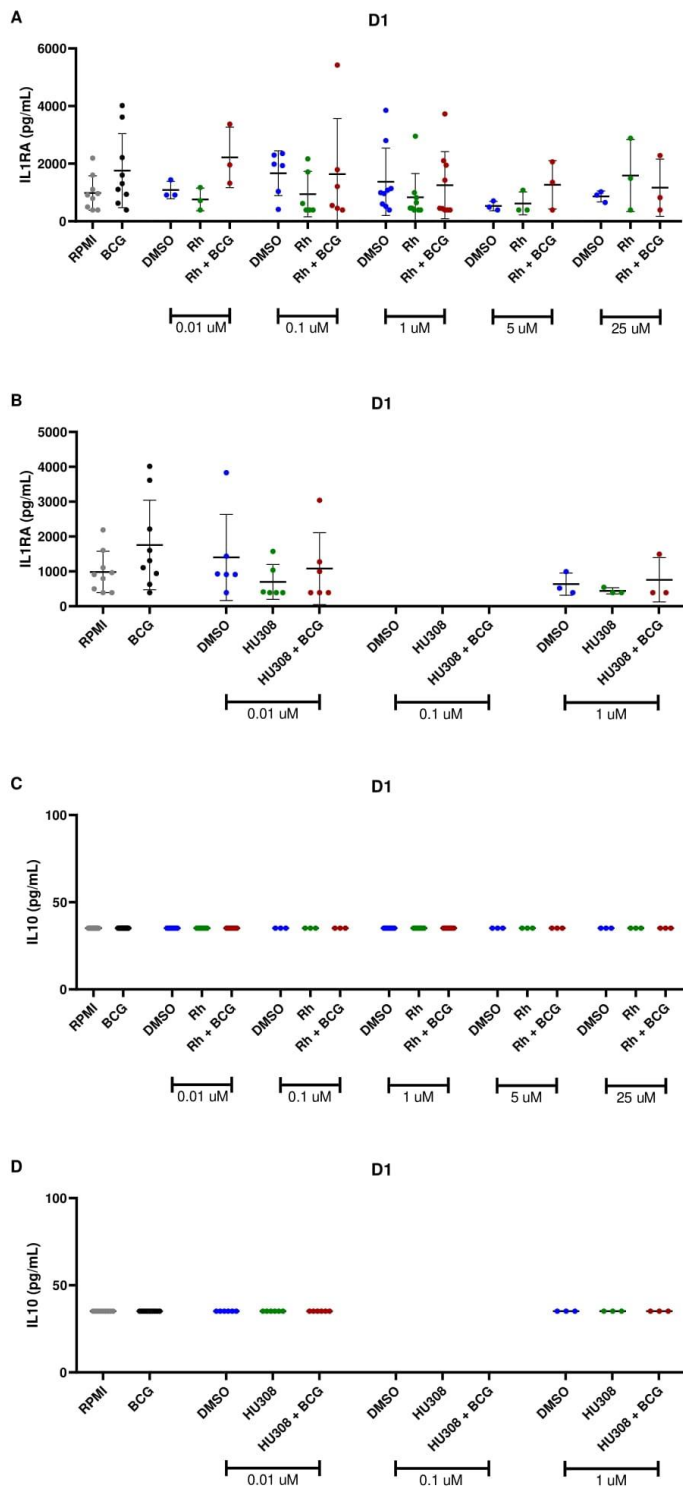 A
D1
IL1RA (pg/mL)
6000
4000
2000
0
RPMI
BCG
DMSO
Rh
Rh + BCG
DMSO
Rh
Rh + BCG
DMSO
Rh
Rh + BCG
DMSO
Rh
Rh + BCG
DMSO
Rh
Rh + BCG
0.01 uM
0.1 uM
1 uM
5 uM
25 uM
B
D1
IL1RA (pg/mL)
5000
4000
3000
2000
1000
0
RPMI
BCG
DMSO
HU308
HU308 + BCG
DMSO
HU308
HU308 + BCG
DMSO
HU308
HU308 + BCG
0.01 uM
0.1 uM
1 uM
C
D1
IL10 (pg/mL)
100
50
0
RPMI
BCG
DMSO
Rh
Rh + BCG
DMSO
Rh
Rh + BCG
DMSO
Rh
Rh + BCG
DMSO
Rh
Rh + BCG
DMSO
Rh
Rh + BCG
0.01 uM
0.1 uM
1 uM
5 uM
25 uM
D
D1
IL10 (pg/mL)
100
50
0
RPMI
BCG
DMSO
HU308
HU308 + BCG
DMSO
HU308
HU308 + BCG
DMSO
HU308
HU308 + BCG
0.01 uM
0.1 uM
1 uM